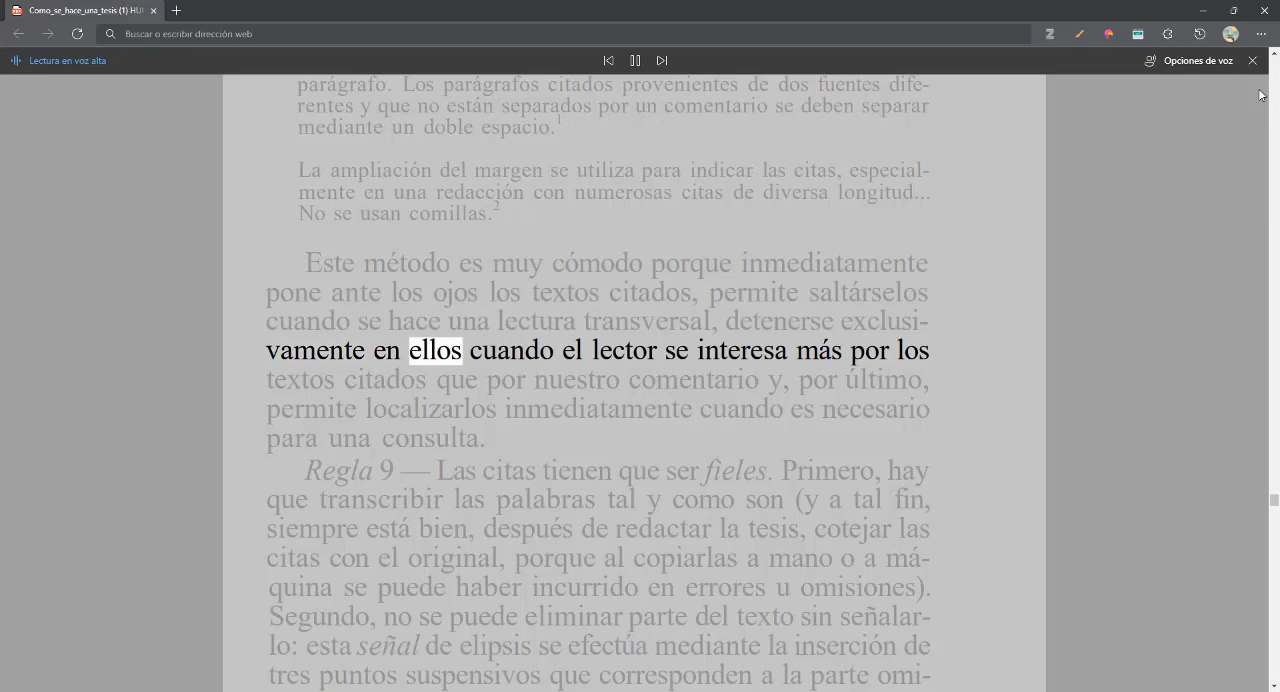 Como_se_hace_una_tesis (1) HU
Buscar o escribir dirección web
Lectura en voz alta
Opciones de voz
parágrafo. Los parágrafos citados provenientes de dos fuentes dife-
rentes y que no están separados por un comentario se deben separar
mediante un doble espacio.1
La ampliación del margen se utiliza para indicar las citas, especial-
mente en una redacción con numerosas citas de diversa longitud...
No se usan comillas.2
Este método es muy cómodo porque inmediatamente
pone ante los ojos los textos citados, permite saltárselos
cuando se hace una lectura transversal, detenerse exclusi-
vamente en ellos cuando el lector se interesa más por los
textos citados que por nuestro comentario y, por último,
permite localizarlos inmediatamente cuando es necesario
para una consulta.
Regla 9 — Las citas tienen que ser fieles. Primero, hay
que transcribir las palabras tal y como son (y a tal fin,
siempre está bien, después de redactar la tesis, cotejar las
citas con el original, porque al copiarlas a mano o a má-
quina se puede haber incurrido en errores u omisiones).
Segundo, no se puede eliminar parte del texto sin señalar-
lo: esta señal de elipsis se efectúa mediante la inserción de
tres puntos suspensivos que corresponden a la parte omi-